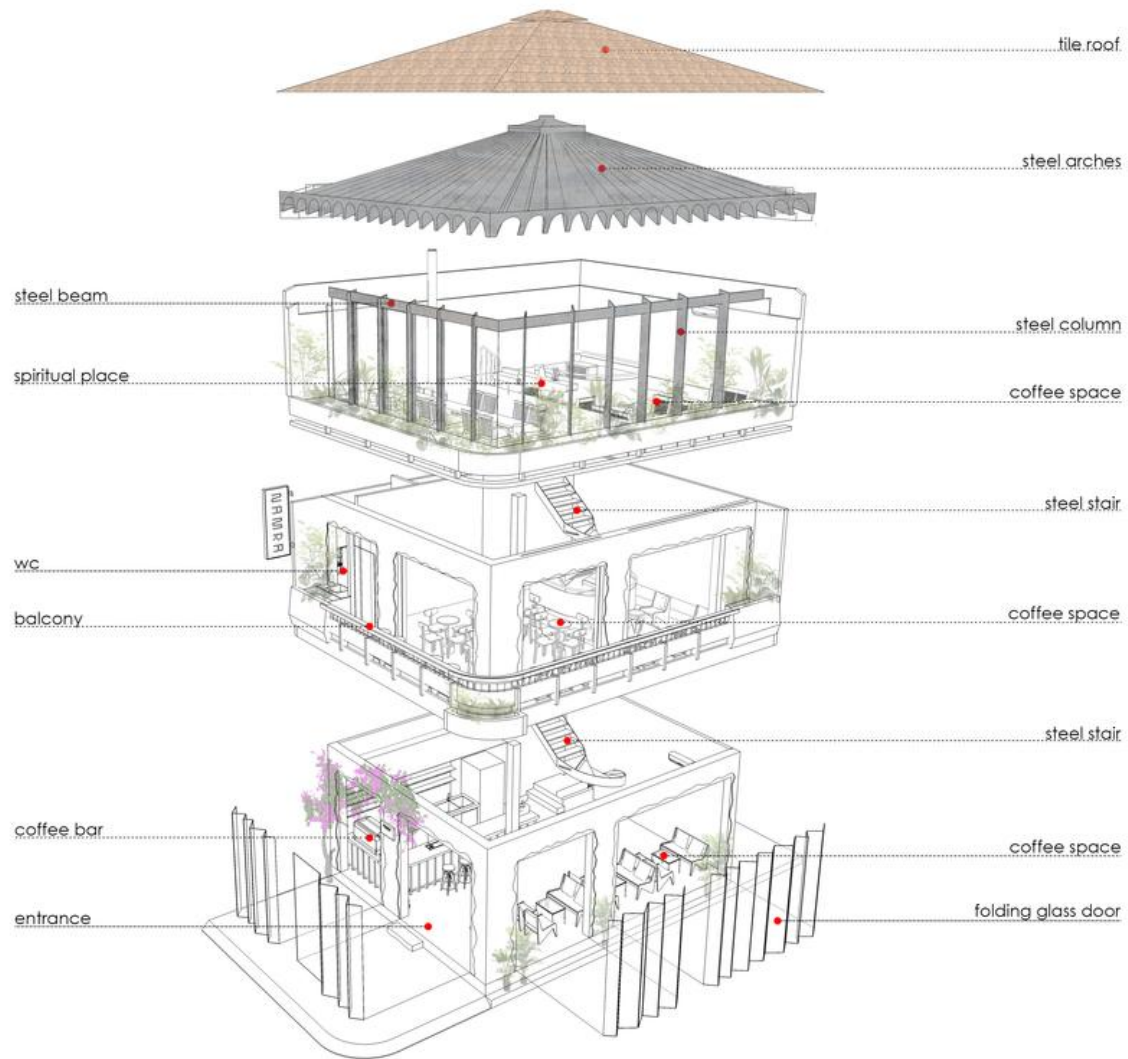 tile roof
steel arches
steel beam
steel column
spiritual place
coffee space
steel stair
NAMRA
wc
balcony
coffee space
steel stair
coffee bar
coffee space
entrance
folding glass door